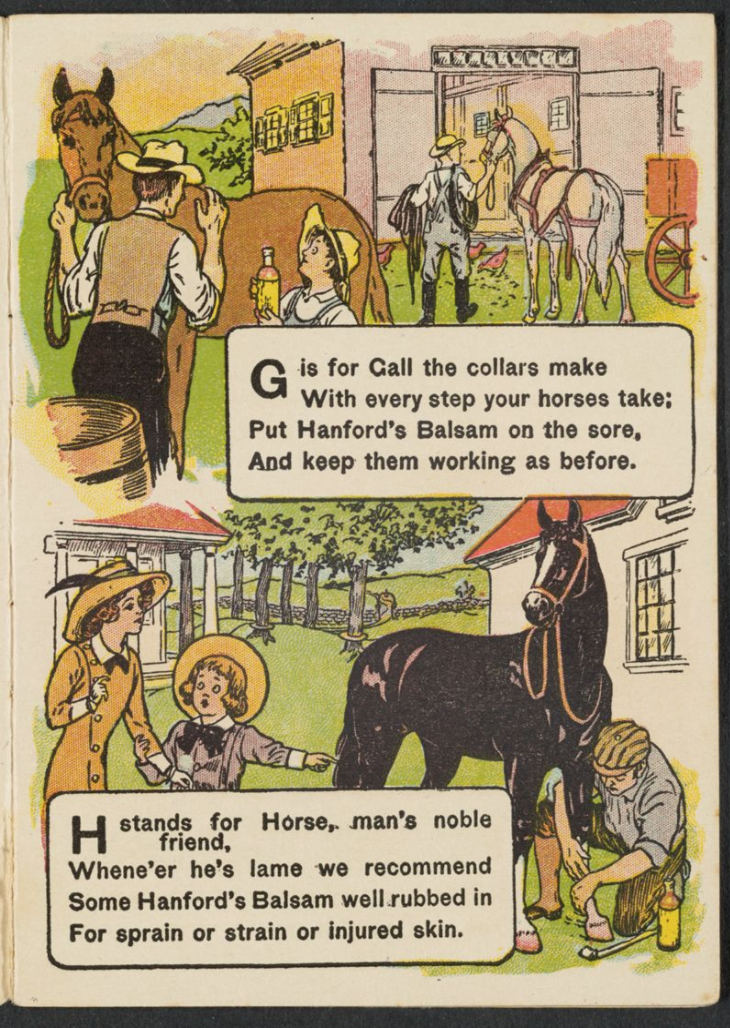 G is for Gall the collars make
With every step your horses take;
Put Hanford's Balsam on the sore,
And keep them working as before.
H stands for Horse, man's noble
friend,
Whene'er he's lame we recommend
Some Hanford's Balsam well rubbed in
For sprain or strain or injured skin.